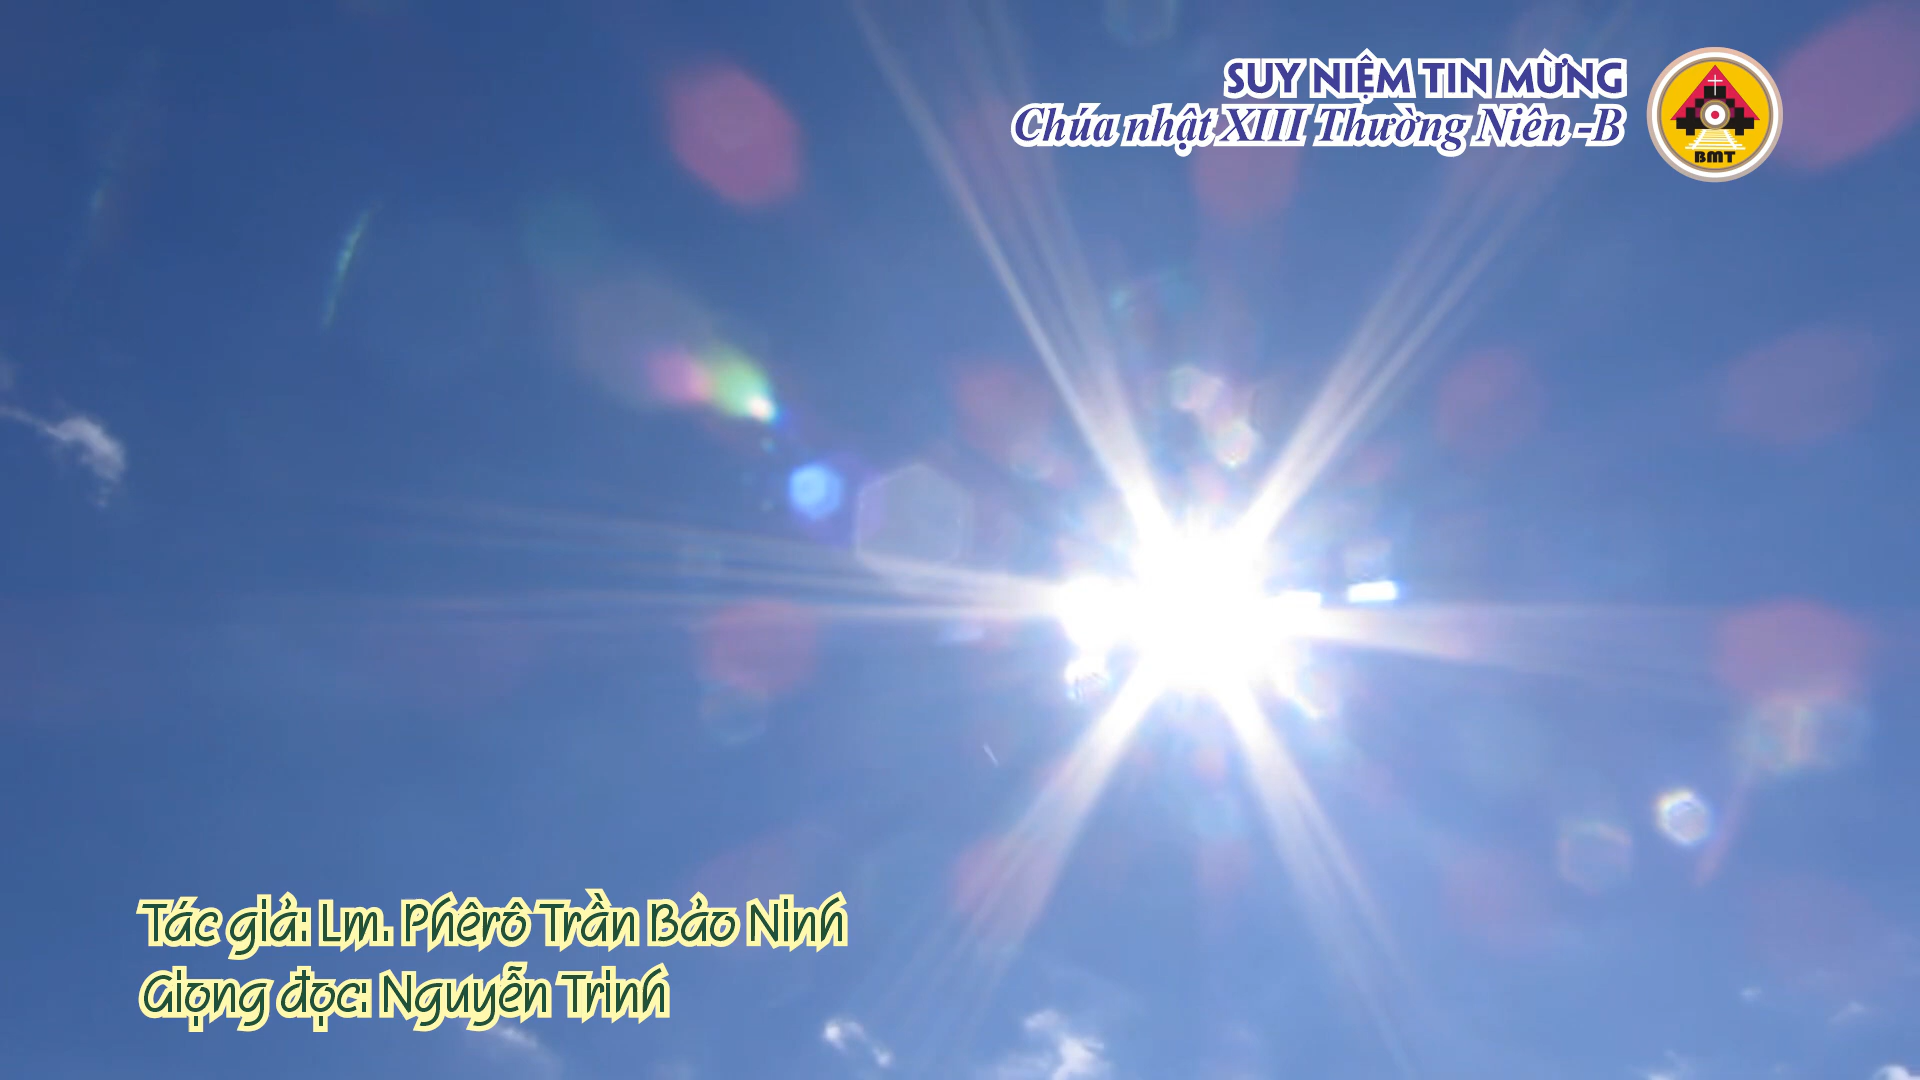 SUY NIỆM TIN MỪNG
Chúa nhật XIII Thường Niên -B
BMT
Tác giả: Lm. Phêrô Trần Bảo Ninh
Giọng đọc: Nguyễn Trinh